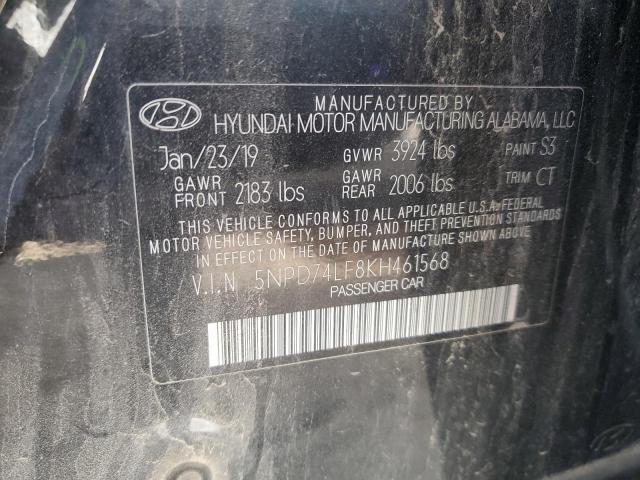 MANUFACTURED BY
HYUNDAI MOTOR MANUFACTURING ALABAMA, LLC
Jan/23/19 GVWR 3924 lbs PAINT S3
GAWR FRONT 2183 lbs GAWR REAR 2006 lbs TRIM CT
THIS VEHICLE CONFORMS TO ALL APPLICABLE U.S.A. FEDERAL
MOTOR VEHICLE SAFETY, BUMPER, AND THEFT PREVENTION STANDARDS
IN EFFECT ON THE DATE OF MANUFACTURE SHOWN ABOVE.
V.I.N 5NPD74LF8KH461568
PASSENGER CAR